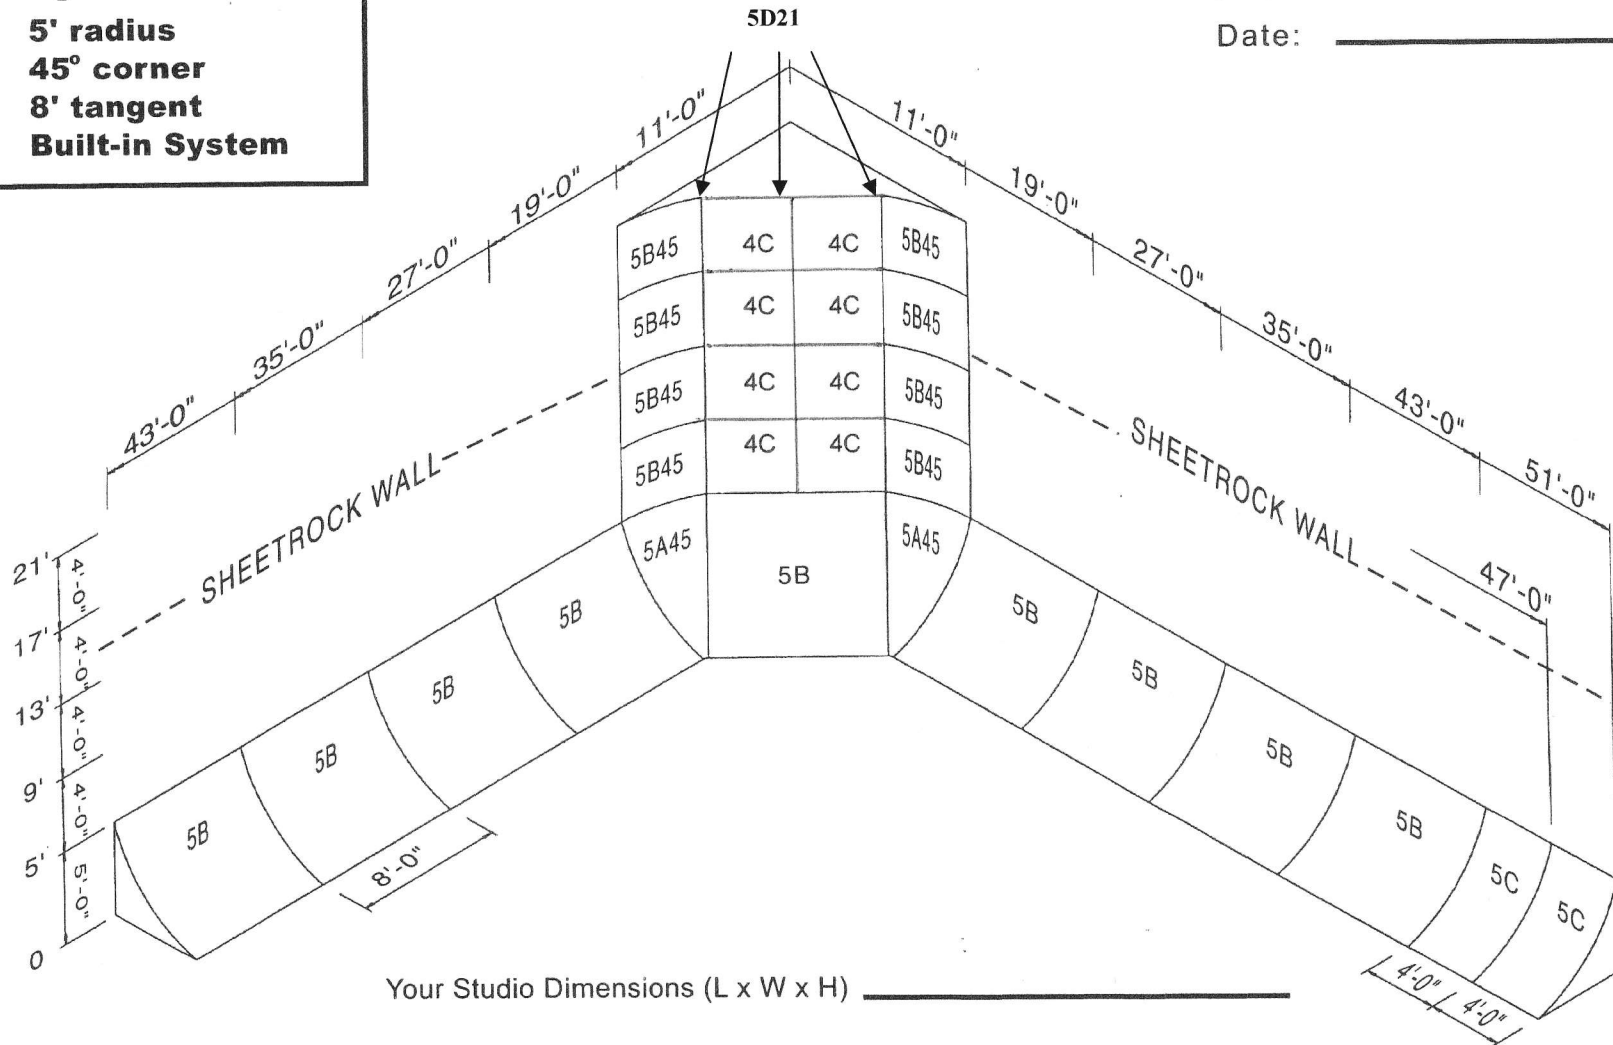 5' radius
45° corner
8' tangent
Built-in System
5D21
Date:
11'-0"
19'-0"
27'-0"
35'-0"
43'-0"
11'-0"
19'-0"
27'-0"
35'-0"
43'-0"
51'-0"
47'-0"
5B45 4C 4C 5B45
5B45 4C 4C 5B45
5B45 4C 4C 5B45
5B45 4C 4C 5B45
5A45 5B 5A45
SHEETROCK WALL
SHEETROCK WALL
21'
17'
13'
9'
5'
0
4'-0"
4'-0"
4'-0"
4'-0"
5'-0"
5B
5B
5B
5B
8'-0"
5B
5B
5B
5B
5C
5C
4'-0"
4'-0"
Your Studio Dimensions (L x W x H)